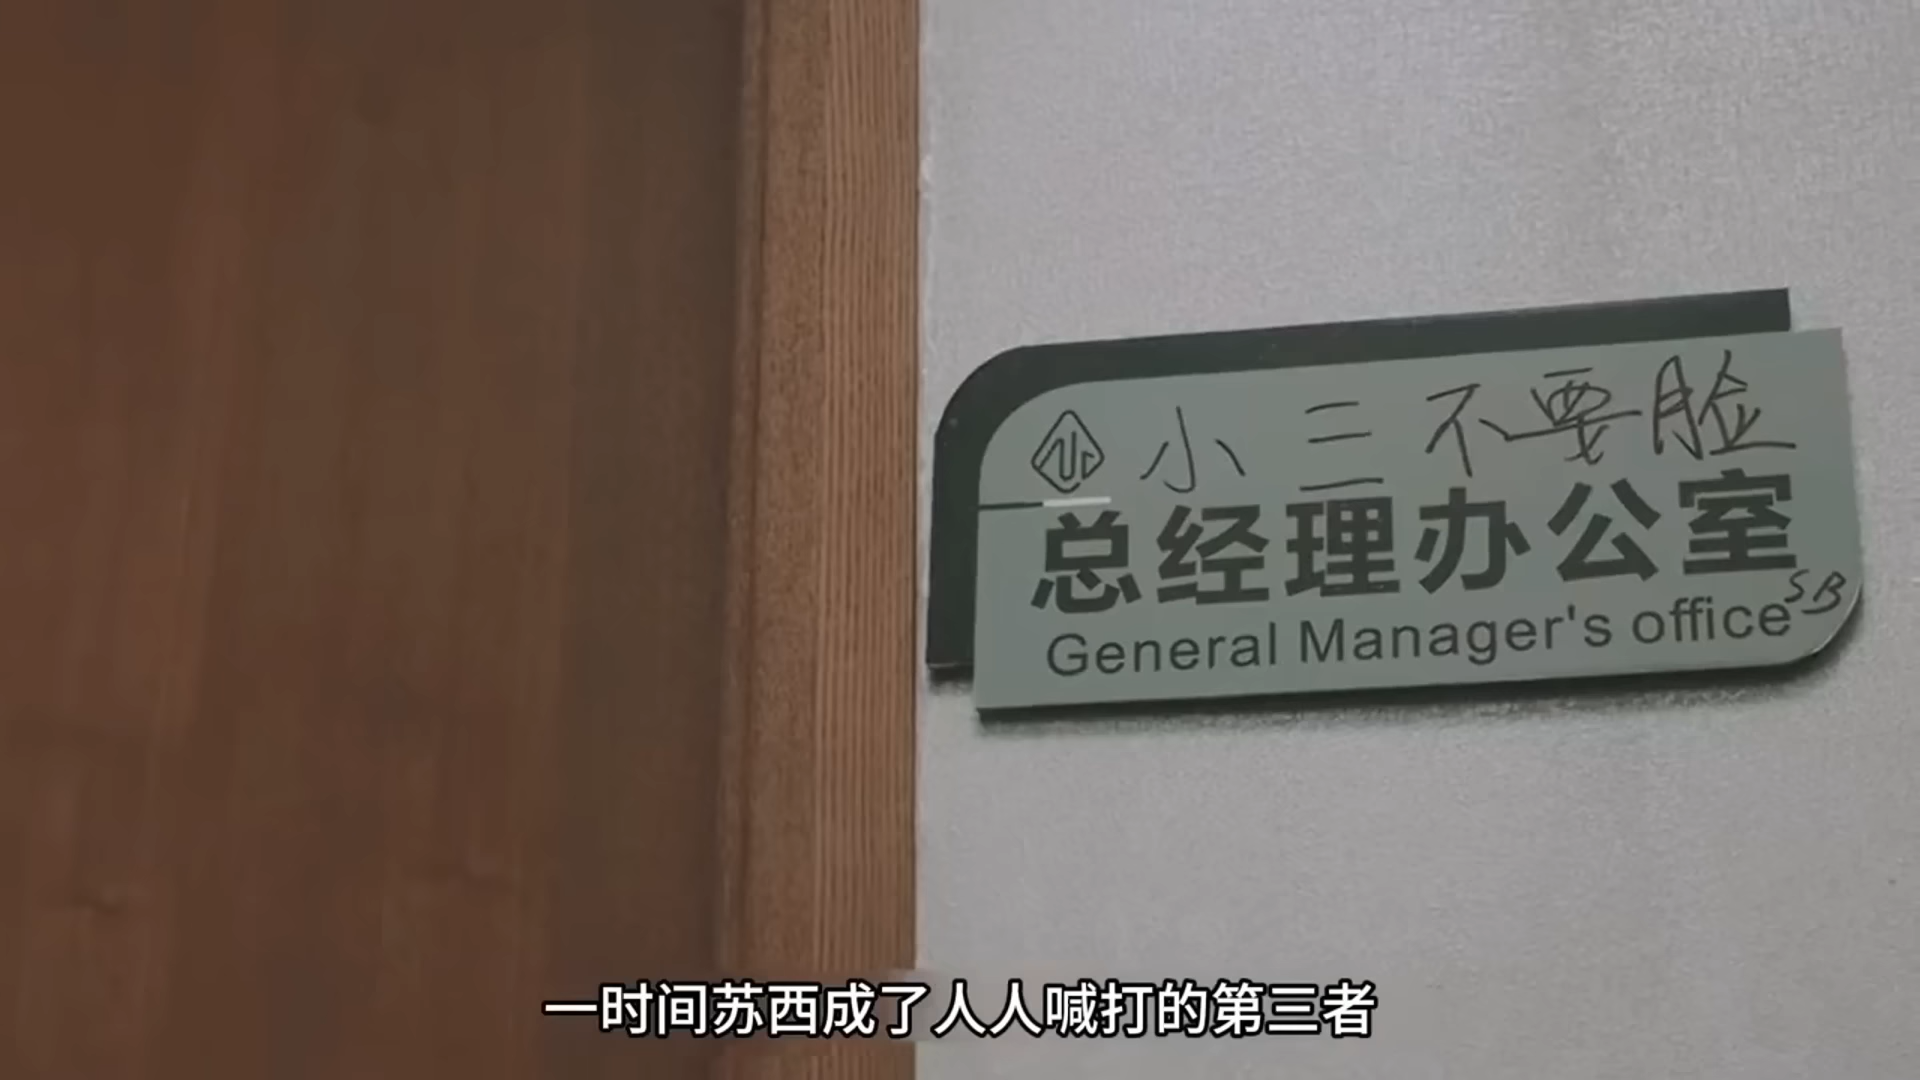 小三不要脸
总经理办公室
SB
General Manager's office
一时间苏西成了人人喊打的第三者